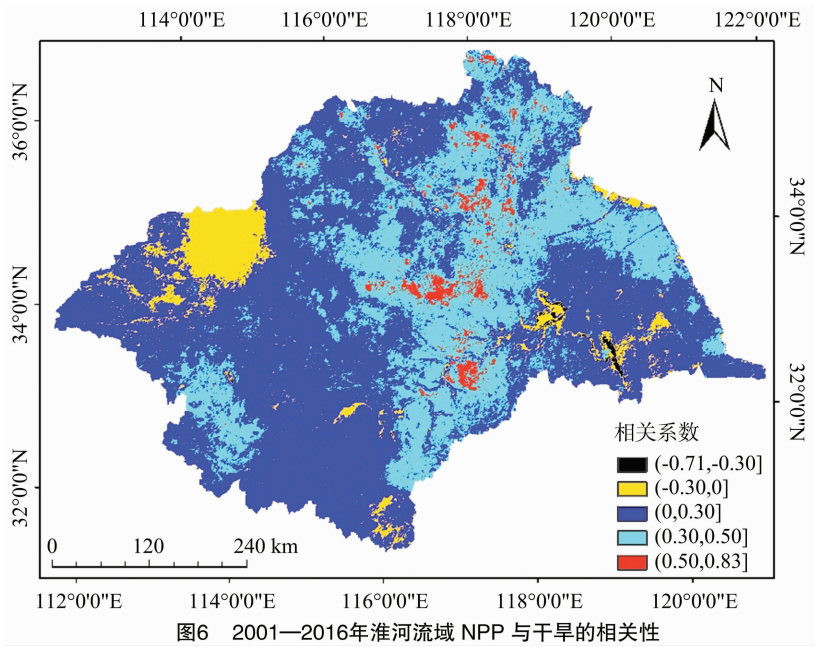 114°0′0″E 116°0′0″E 118°0′0″E 120°0′0″E 122°0′0″E
36°0′0″N
34°0′0″N
32°0′0″N
N
34°0′0″N
32°0′0″N
相关系数
(-0.71,-0.30]
(-0.30,0]
(0,0.30]
(0.30,0.50]
(0.50,0.83]
0 120 240 km
112°0′0″E 114°0′0″E 116°0′0″E 118°0′0″E 120°0′0″E
图6 2001—2016年淮河流域 NPP 与干旱的相关性